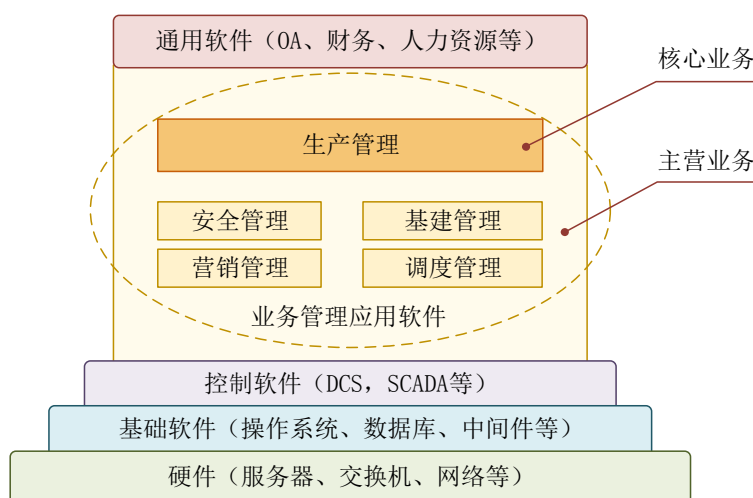 通用软件（OA、财务、人力资源等）
核心业务
生产管理
主营业务
安全管理
基建管理
营销管理
调度管理
业务管理应用软件
控制软件（DCS，SCADA等）
基础软件（操作系统、数据库、中间件等）
硬件（服务器、交换机、网络等）